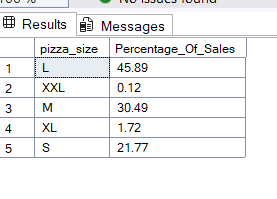 100 %
No issues found
Results Messages
pizza_size Percentage_Of_Sales
1 L 45.89
2 XXL 0.12
3 M 30.49
4 XL 1.72
5 S 21.77